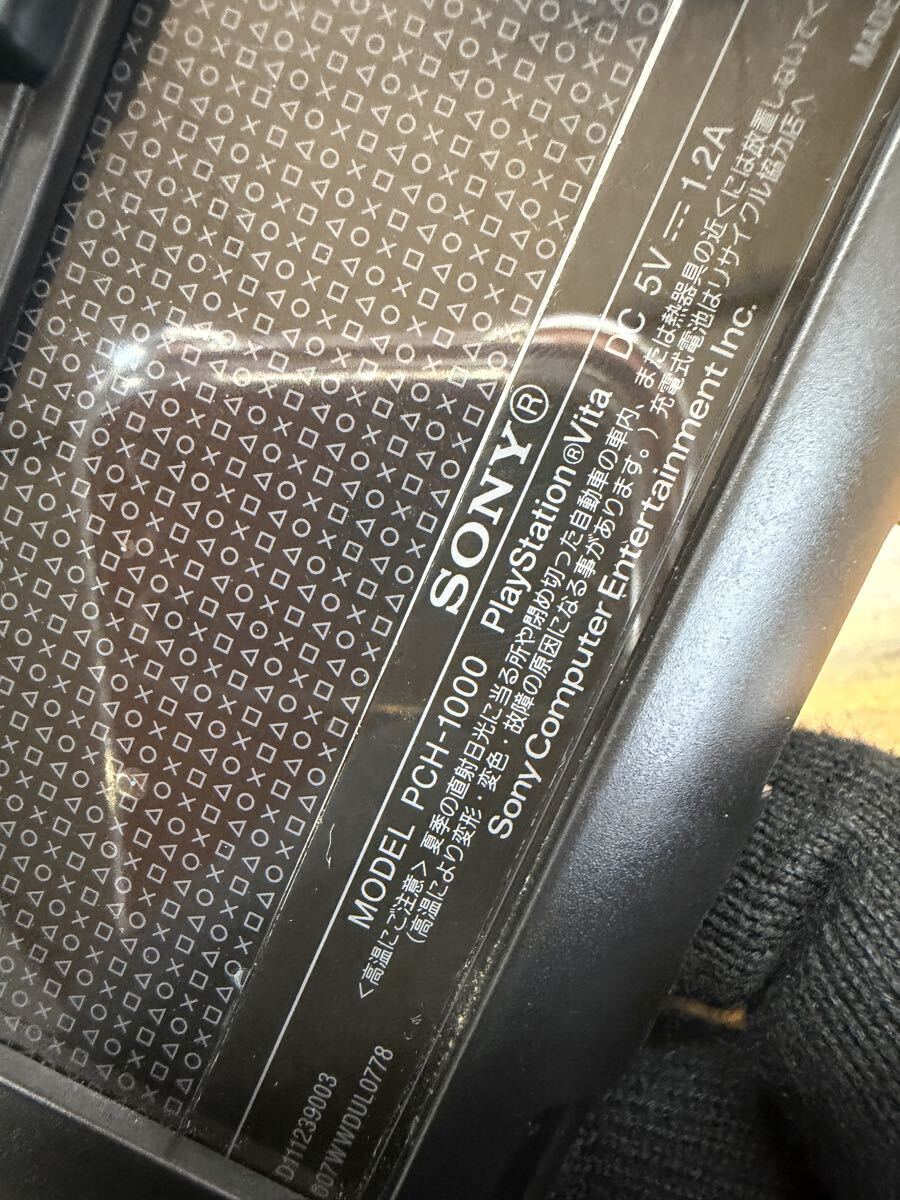 SONY®
MODEL PCH-1000 PlayStation®Vita DC 5V ⎓ 1.2A
<高温にご注意> 夏季の直射日光に当る所や閉め切った自動車の車内、または熱器具の近くには放置しないでく
(高温により変形・変色・故障の原因になる事があります。) 充電式電池はリサイクル協力店へ
Sony Computer Entertainment Inc.
MADE
007WWDUL0778